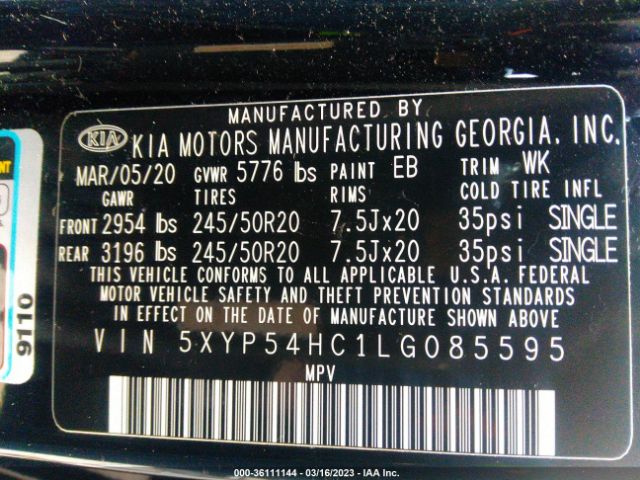 MANUFACTURED BY
KIA KIA MOTORS MANUFACTURING GEORGIA, INC.
MAR/05/20 GVWR 5776 lbs PAINT EB TRIM WK
GAWR TIRES RIMS COLD TIRE INFL
FRONT 2954 lbs 245/50R20 7.5Jx20 35psi SINGLE
REAR 3196 lbs 245/50R20 7.5Jx20 35psi SINGLE
THIS VEHICLE CONFORMS TO ALL APPLICABLE U.S.A. FEDERAL
MOTOR VEHICLE SAFETY AND THEFT PREVENTION STANDARDS
IN EFFECT ON THE DATE OF MANUFACTURE SHOWN ABOVE
VIN 5XYP54HC1LG085595
MPV
9110
000-36111144 - 03/16/2023 - IAA Inc.